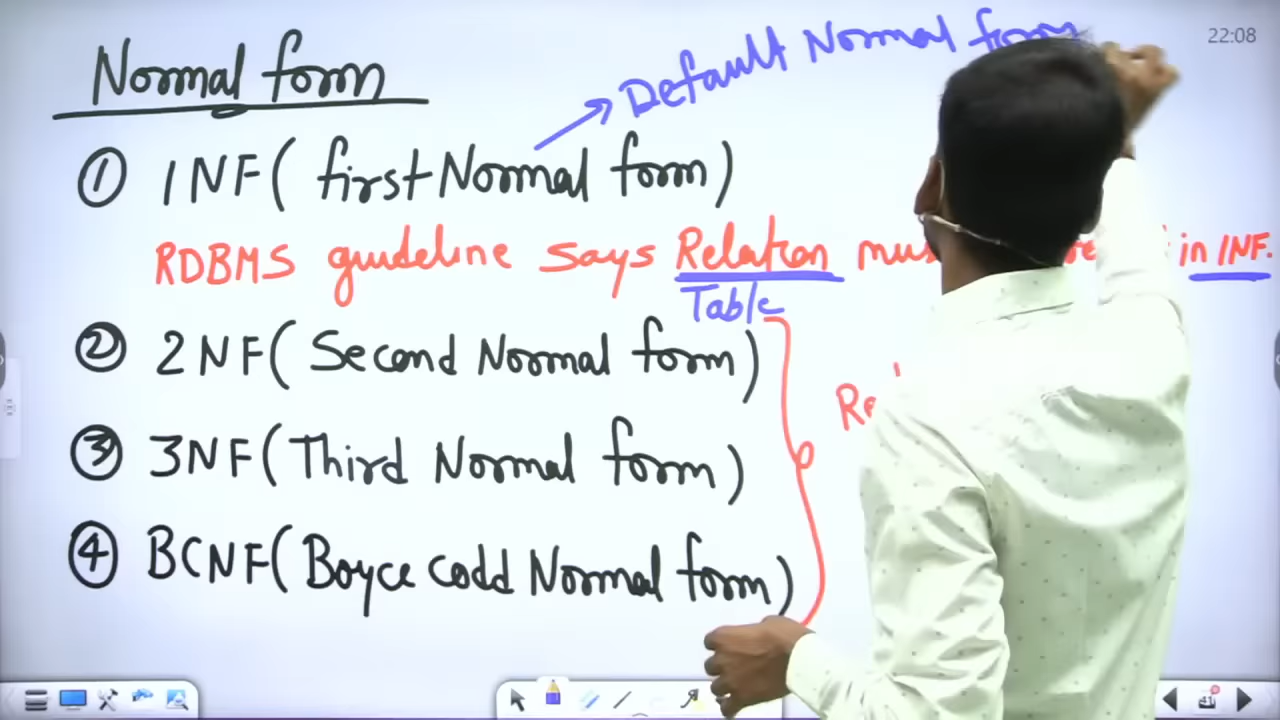 22:08
Normal form
Default Normal form
① 1NF( first Normal form)
RDBMS guideline says Relation in 1NF.
Table
② 2NF( Second Normal form)
③ 3NF(Third Normal form)
④ BCNF(Boyce codd Normal form)
41